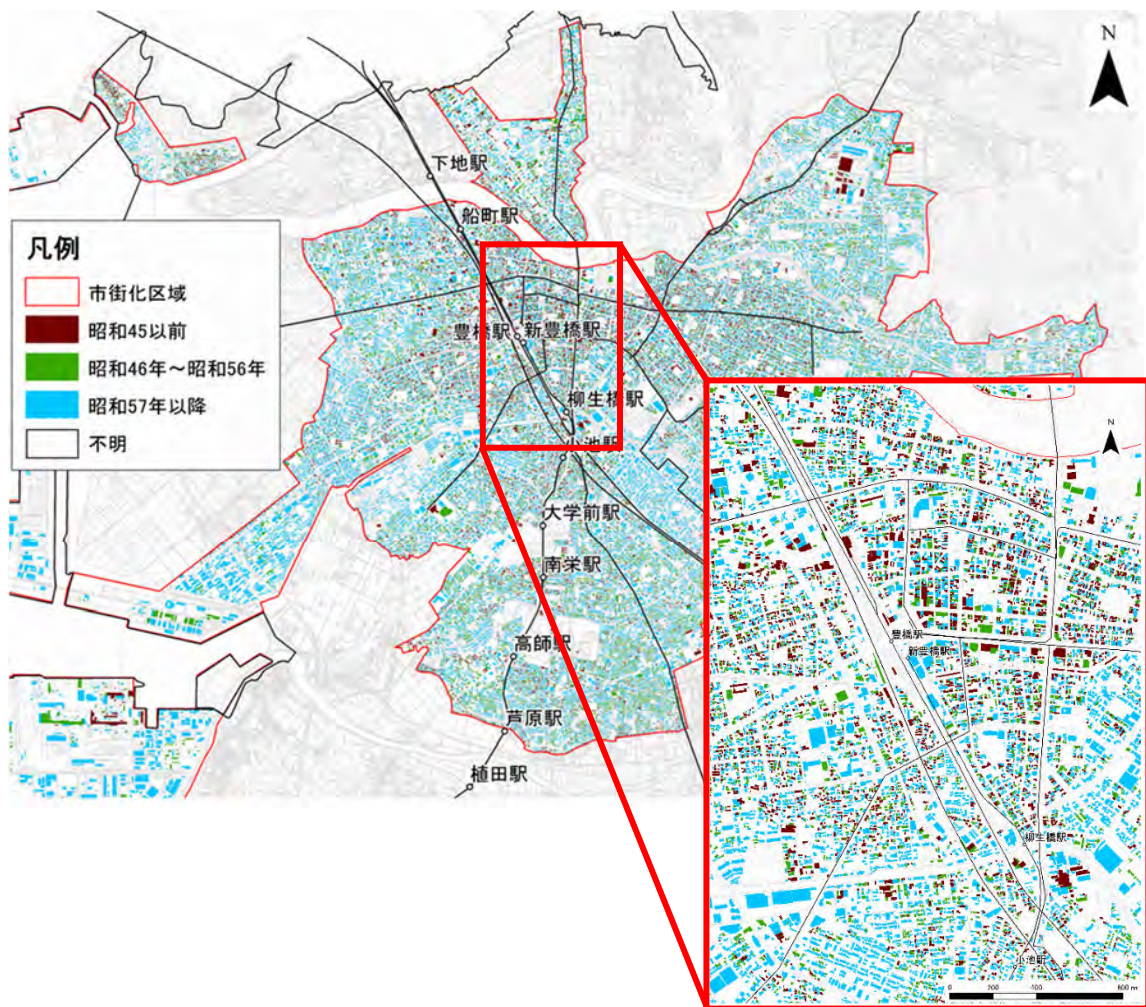 N
下地駅
船町駅
凡例
市街化区域
昭和45以前
昭和46年～昭和56年
昭和57年以降
不明
豊橋駅
新豊橋駅
柳生橋駅
小池駅
大学前駅
南栄駅
高師駅
芦原駅
植田駅
N
豊橋駅
新豊橋駅
柳生橋駅
小池駅
0 200 400 800 m